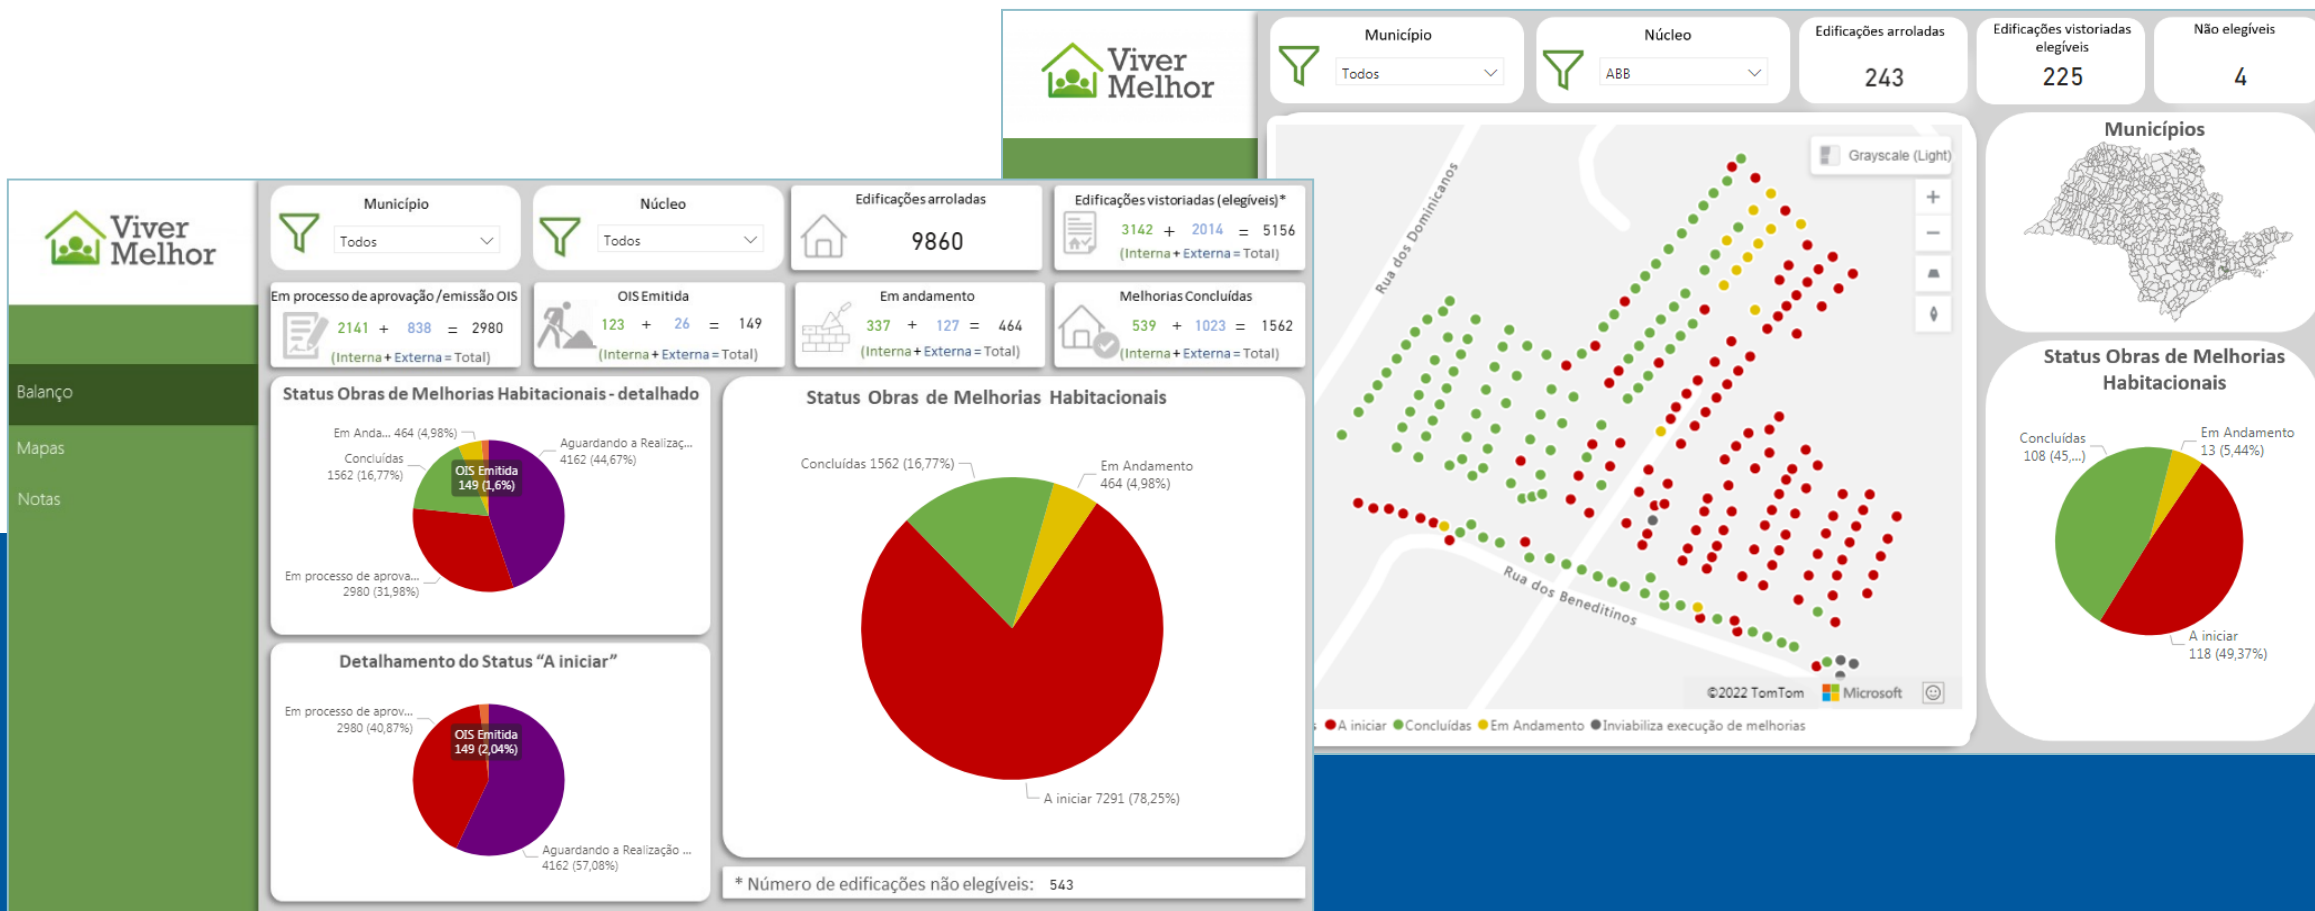 Viver
Melhor
Município
Todos
Núcleo
ABB
Edificações arroladas
243
Edificações vistoriadas
elegíveis
225
Não elegíveis
4
Grayscale (Light)
Rua dos Dominicanos
Rua dos Beneditinos
©2022 TomTom
Microsoft
A iniciar
Concluídas
Em Andamento
Inviabiliza execução de melhorias
Municípios
Status Obras de Melhorias
Habitacionais
Concluídas
108 (45,...)
Em Andamento
13 (5,44%)
A iniciar
118 (49,37%)
Viver
Melhor
Balanço
Mapas
Notas
Município
Todos
Núcleo
Todos
Edificações arroladas
9860
Edificações vistoriadas (elegíveis)*
3142 + 2014 = 5156
(Interna + Externa = Total)
Em processo de aprovação /emissão OIS
2141 + 838 = 2980
(Interna + Externa = Total)
OIS Emitida
123 + 26 = 149
(Interna + Externa = Total)
Em andamento
337 + 127 = 464
(Interna + Externa = Total)
Melhorias Concluídas
539 + 1023 = 1562
(Interna + Externa = Total)
Status Obras de Melhorias Habitacionais - detalhado
Em Anda... 464 (4,98%)
Concluídas
1562 (16,77%)
OIS Emitida
149 (1,6%)
Aguardando a Realizaç...
4162 (44,67%)
Em processo de aprova...
2980 (31,98%)
Detalhamento do Status “A iniciar”
Em processo de aprov...
2980 (40,87%)
OIS Emitida
149 (2,04%)
Aguardando a Realização ...
4162 (57,08%)
Status Obras de Melhorias Habitacionais
Concluídas 1562 (16,77%)
Em Andamento
464 (4,98%)
A iniciar 7291 (78,25%)
* Número de edificações não elegíveis: 543